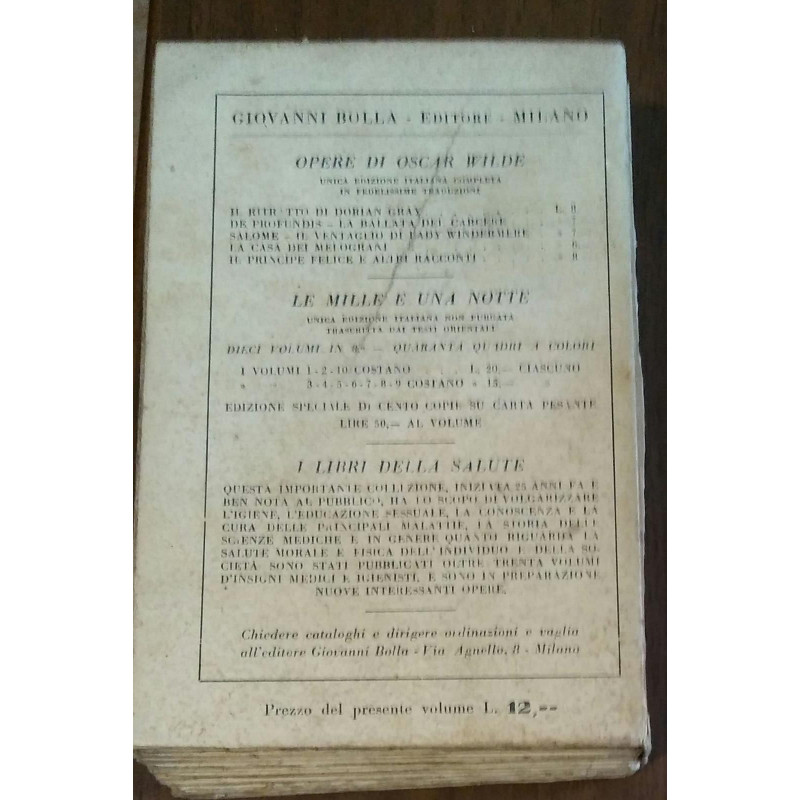 GIOVANNI BOLLA - EDITORE - MILANO
OPERE DI OSCAR WILDE
UNICA EDIZIONE ITALIANA COMPLETA
IN FEDELISSIME TRADUZIONI
IL RITRATTO DI DORIAN GRAY . . . L. 8
DE PROFUNDIS - LA BALLATA DEL CARCERE . » 7
SALOME - IL VENTAGLIO DI LADY WINDERMERE » 7
LA CASA DEI MELOGRANI . . . . » 6
IL PRINCIPE FELICE E ALTRI RACCONTI . . » 8
LE MILLE E UNA NOTTE
UNICA EDIZIONE ITALIANA NON PURGATA
TRASCRITTA DAI TESTI ORIENTALI
DIECI VOLUMI IN 8° — QUARANTA QUADRI A COLORI
I VOLUMI 1-2-10 COSTANO . . . L. 20,— CIASCUNO
» 3-4-5-6-7-8-9 COSTANO » 15,— »
EDIZIONE SPECIALE DI CENTO COPIE SU CARTA PESANTE
LIRE 50,— AL VOLUME
I LIBRI DELLA SALUTE
QUESTA IMPORTANTE COLLEZIONE, INIZIATA 25 ANNI FA E
BEN NOTA AL PUBBLICO, HA LO SCOPO DI VOLGARIZZARE
L'IGIENE, L'EDUCAZIONE SESSUALE, LA CONOSCENZA E LA
CURA DELLE PRINCIPALI MALATTIE, LA STORIA DELLE
SCIENZE MEDICHE E IN GENERE QUANTO RIGUARDA LA
SALUTE MORALE E FISICA DELL'INDIVIDUO E DELLA SO-
CIETÀ. SONO STATI PUBBLICATI OLTRE TRENTA VOLUMI
D'INSIGNI MEDICI E IGIENISTI, E SONO IN PREPARAZIONE
NUOVE INTERESSANTI OPERE.
Chiedere cataloghi e dirigere ordinazioni e vaglia
all'editore Giovanni Bolla - Via Agnello, 8 - Milano
Prezzo del presente volume L. 12,--